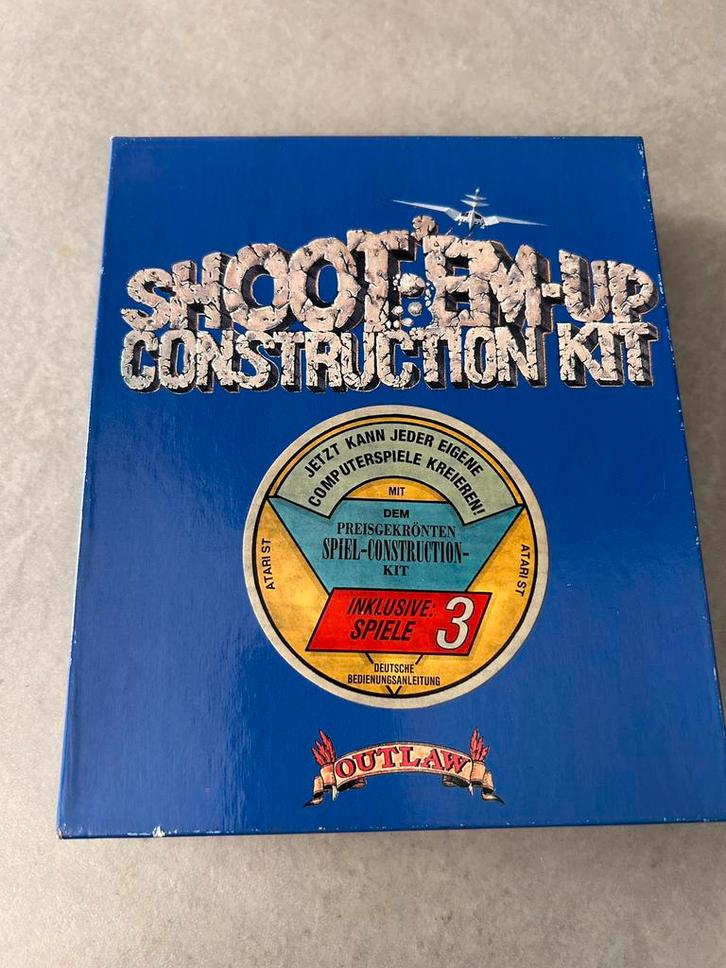 SHOOT-'EM-UP
CONSTRUCTION KIT
JETZT KANN JEDER EIGENE
COMPUTERSPIELE KREIEREN!
MIT
DEM
PREISGEKRÖNTEN
SPIEL-CONSTRUCTION-
KIT
ATARI ST
ATARI ST
INKLUSIVE: 3
SPIELE
DEUTSCHE
BEDIENUNGSANLEITUNG
OUTLAW